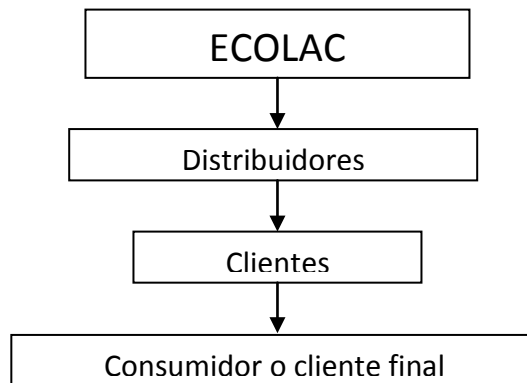 ECOLAC
Distribuidores
Clientes
Consumidor o cliente final